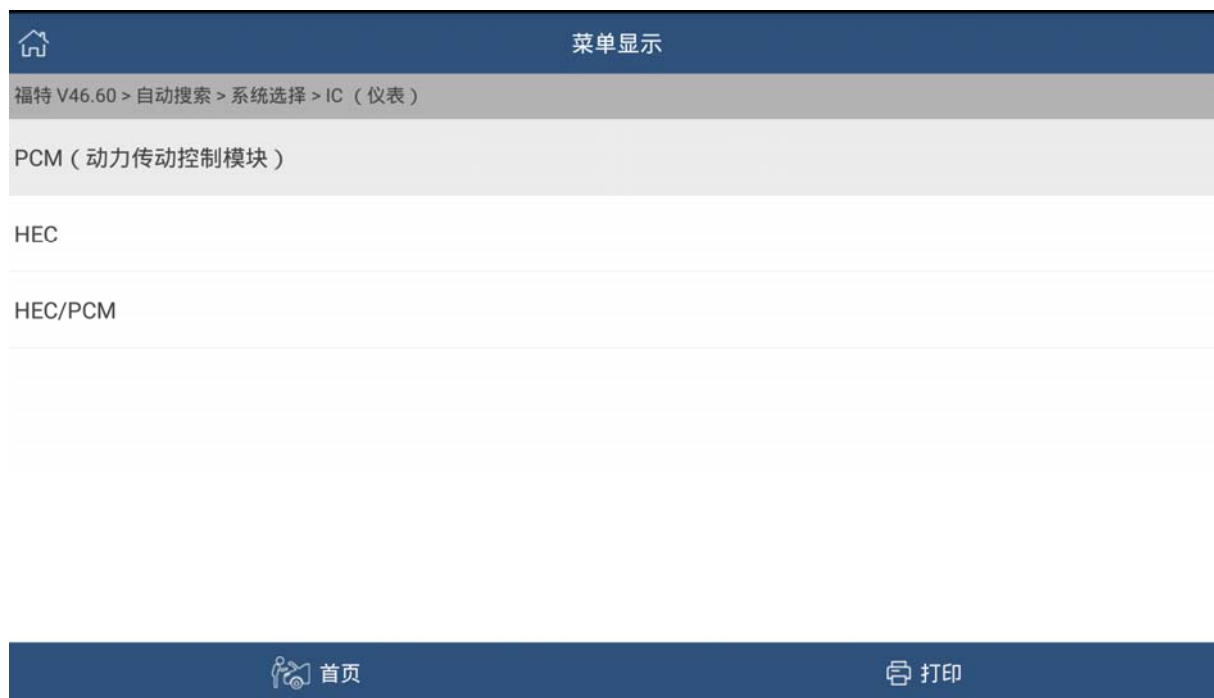 菜单显示
福特 V46.60 > 自动搜索 > 系统选择 > IC （仪表）
PCM（动力传动控制模块）
HEC
HEC/PCM
首页
打印